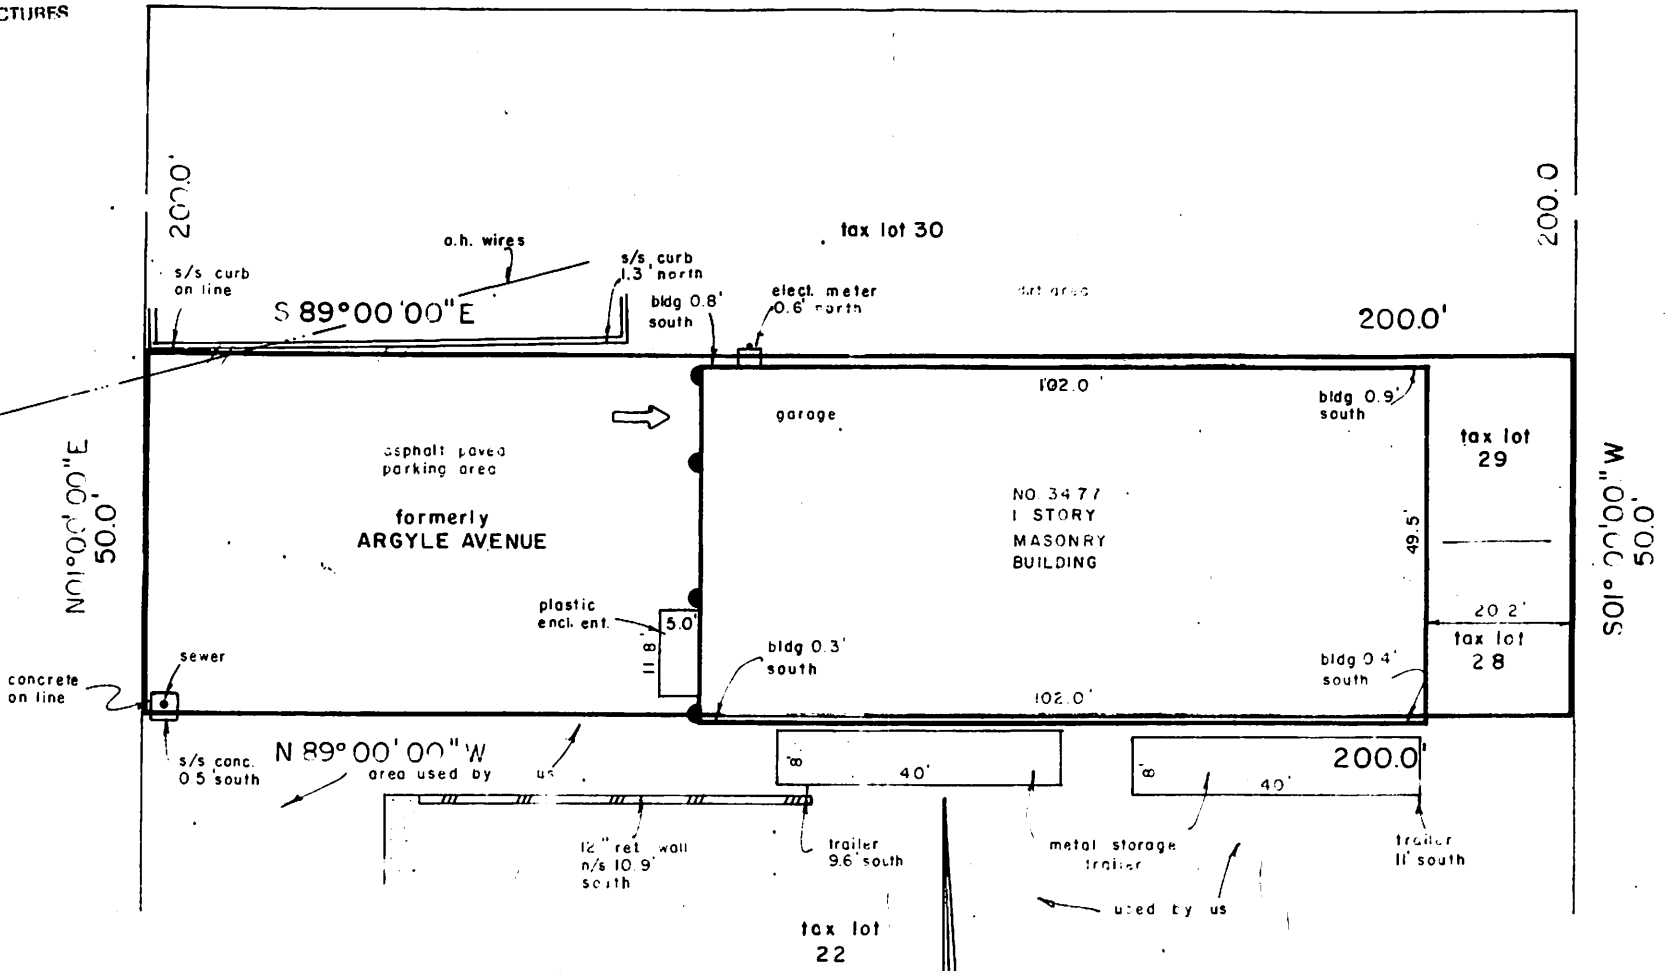 200.0'
200.0
tax lot 30
a.h. wires
s/s curb
on line
s/s curb
1.3' north
S 89°00'00"E
bldg 0.8'
south
elect. meter
0.6' north
dirt area
200.0'
102.0'
garage
bldg 0.9'
south
N01°00'00"E
50.0'
asphalt paved
parking area
formerly
ARGYLE AVENUE
NO. 3477
1 STORY
MASONRY
BUILDING
49.5'
tax lot
29
S01°00'00"W
50.0'
plastic
encl. ent.
5.0'
11.8'
20.2'
tax lot
28
bldg 0.3'
south
bldg 0.4'
south
102.0'
sewer
concrete
on line
s/s conc.
0.5' south
N 89°00'00"W
area used by us
8'
40'
8'
40'
200.0'
12" ret. wall
n/s 10.9'
south
trailer
9.6' south
metal storage
trailer
trailer
11' south
used by us
tax lot
22